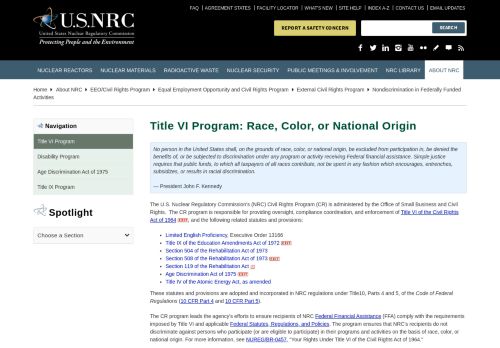 FAQ | AGREEMENT STATES | FACILITY LOCATOR | WHAT'S NEW | SITE HELP | INDEX A-Z | CONTACT US | EMAIL UPDATES
U.S.NRC
United States Nuclear Regulatory Commission
Protecting People and the Environment
REPORT A SAFETY CONCERN
SEARCH
NUCLEAR REACTORS NUCLEAR MATERIALS RADIOACTIVE WASTE NUCLEAR SECURITY PUBLIC MEETINGS & INVOLVEMENT NRC LIBRARY ABOUT NRC
Home › About NRC › EEO/Civil Rights Program › Equal Employment Opportunity and Civil Rights Program › External Civil Rights Program › Nondiscrimination in Federally Funded
Activities
Navigation
Title VI Program
Disability Program
Age Discrimination Act of 1975
Title IX Program
Spotlight
Choose a Section
Title VI Program: Race, Color, or National Origin
No person in the United States shall, on the grounds of race, color, or national origin, be excluded from participation in, be denied the
benefits of, or be subjected to discrimination under any program or activity receiving Federal financial assistance. Simple justice
requires that public funds, to which all taxpayers of all races contribute, not be spent in any fashion which encourages, entrenches,
subsidizes, or results in racial discrimination.
— President John F. Kennedy
The U.S. Nuclear Regulatory Commission's (NRC) Civil Rights Program (CR) is administered by the Office of Small Business and Civil
Rights. The CR program is responsible for providing oversight, compliance coordination, and enforcement of Title VI of the Civil Rights
Act of 1964 EXIT, and the following related statutes and provisions:
Limited English Proficiency, Executive Order 13166
Title IX of the Education Amendments Act of 1972 EXIT
Section 504 of the Rehabilitation Act of 1973
Section 508 of the Rehabilitation Act of 1973 EXIT
Section 119 of the Rehabilitation Act
Age Discrimination Act of 1975 EXIT
Title IV of the Atomic Energy Act, as amended
These statutes and provisions are adopted and incorporated in NRC regulations under Title10, Parts 4 and 5, of the Code of Federal
Regulations (10 CFR Part 4 and 10 CFR Part 5).
The CR program leads the agency's efforts to ensure recipients of NRC Federal Financial Assistance (FFA) comply with the requirements
imposed by Title VI and applicable Federal Statutes, Regulations, and Policies. The program ensures that NRC's recipients do not
discriminate against persons who participate (or are eligible to participate) in their programs and activities on the basis of race, color, or
national origin. For more information, see NUREG/BR-0457, "Your Rights Under Title VI of the Civil Rights Act of 1964."